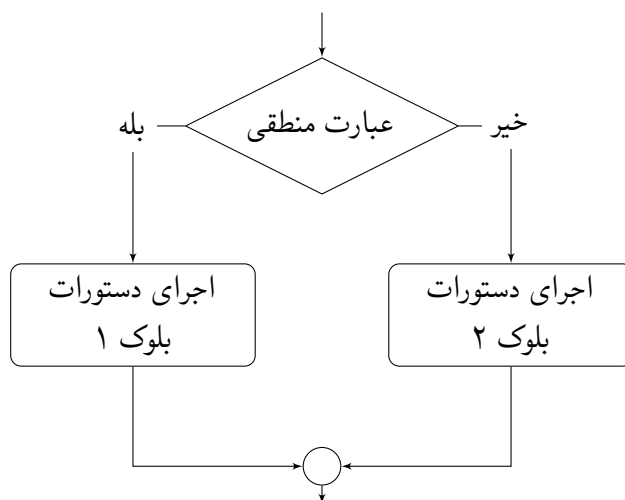 عبارت منطقی
خیر
بله
اجرای دستورات
بلوک ۲
اجرای دستورات
بلوک ۱